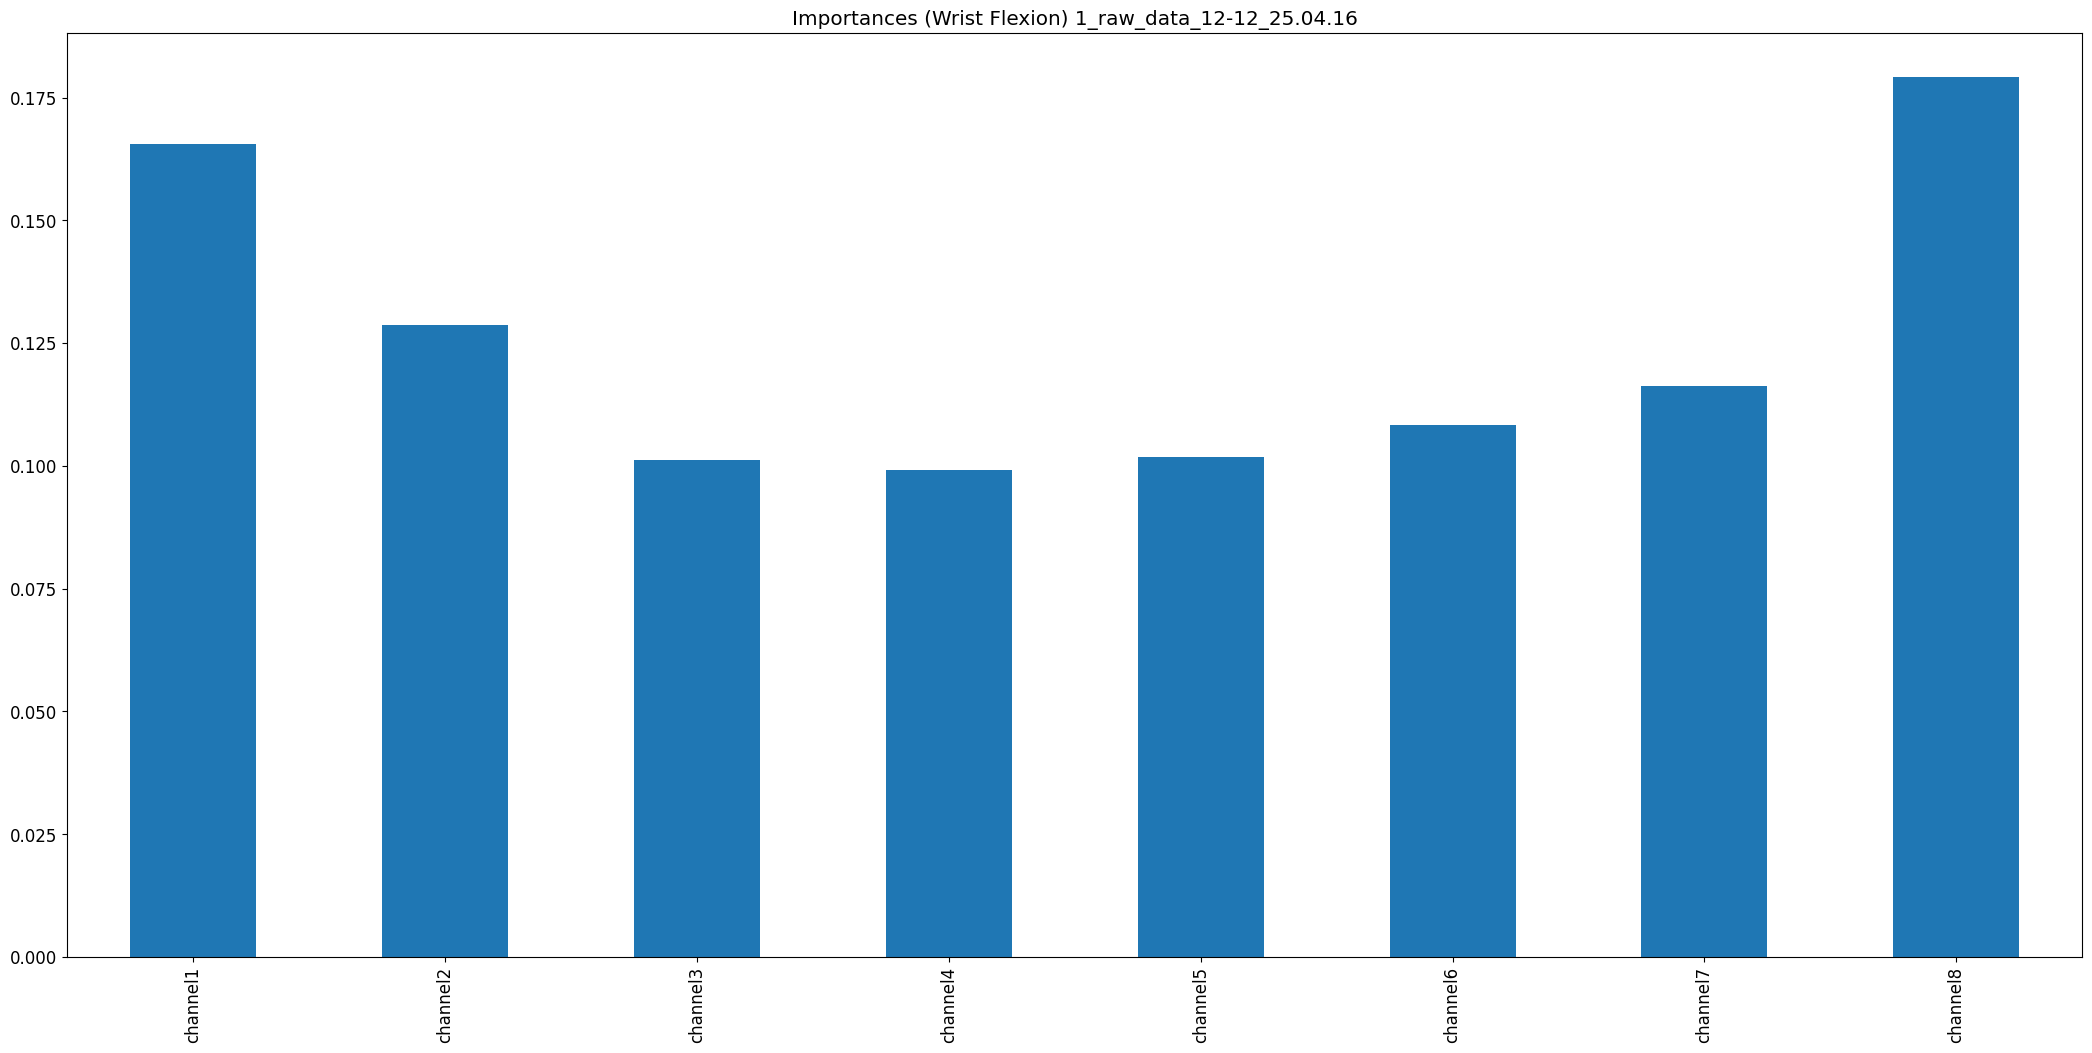 Importances (Wrist Flexion) 1_raw_data_12-12_25.04.16
0.175
0.150
0.125
0.100
0.075
0.050
0.025
0.000
channel1
channel2
channel3
channel4
channel5
channel6
channel7
channel8